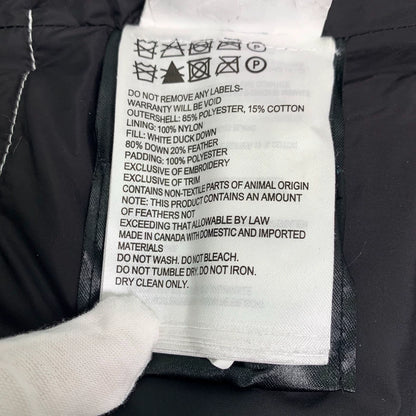 DO NOT REMOVE ANY LABELS-
WARRANTY WILL BE VOID
OUTERSHELL: 85% POLYESTER, 15% COTTON
LINING: 100% NYLON
FILL: WHITE DUCK DOWN
80% DOWN 20% FEATHER
PADDING: 100% POLYESTER
EXCLUSIVE OF EMBROIDERY
EXCLUSIVE OF TRIM
CONTAINS NON-TEXTILE PARTS OF ANIMAL ORIGIN
NOTE: THIS PRODUCT CONTAINS AN AMOUNT
OF FEATHERS NOT
EXCEEDING THAT ALLOWABLE BY LAW
MADE IN CANADA WITH DOMESTIC AND IMPORTED
MATERIALS
DO NOT WASH. DO NOT BLEACH.
DO NOT TUMBLE DRY. DO NOT IRON.
DRY CLEAN ONLY.